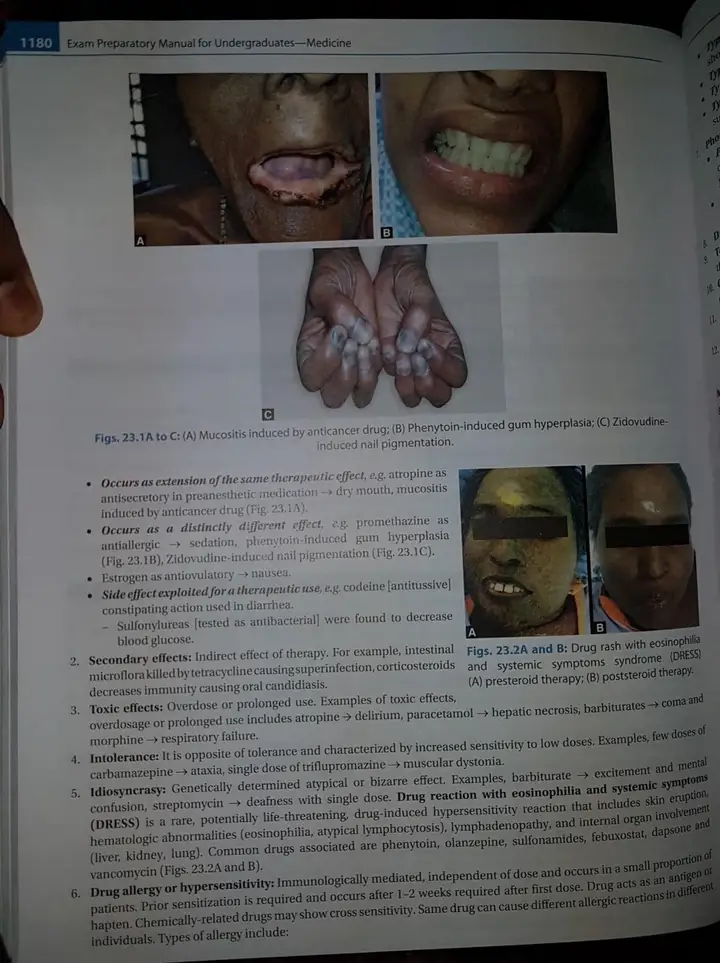 1180 Exam Preparatory Manual for Undergraduates—Medicine
A
B
C
Figs. 23.1A to C: (A) Mucositis induced by anticancer drug; (B) Phenytoin-induced gum hyperplasia; (C) Zidovudine-
induced nail pigmentation.
• Occurs as extension of the same therapeutic effect, e.g. atropine as
antisecretory in preanesthetic medication → dry mouth, mucositis
induced by anticancer drug (Fig. 23.1A).
• Occurs as a distinctly different effect, e.g. promethazine as
antiallergic → sedation, phenytoin-induced gum hyperplasia
(Fig. 23.1B), Zidovudine-induced nail pigmentation (Fig. 23.1C).
• Estrogen as antiovulatory → nausea.
• Side effect exploited for a therapeutic use, e.g. codeine [antitussive]
constipating action used in diarrhea.
– Sulfonylureas [tested as antibacterial] were found to decrease
blood glucose.
A
B
Figs. 23.2A and B: Drug rash with eosinophilia
and systemic symptoms syndrome (DRESS)
(A) presteroid therapy; (B) poststeroid therapy.
2. Secondary effects: Indirect effect of therapy. For example, intestinal
microflora killed by tetracycline causing superinfection, corticosteroids
decreases immunity causing oral candidiasis.
3. Toxic effects: Overdose or prolonged use. Examples of toxic effects,
overdosage or prolonged use includes atropine → delirium, paracetamol → hepatic necrosis, barbiturates → coma and
morphine → respiratory failure.
4. Intolerance: It is opposite of tolerance and characterized by increased sensitivity to low doses. Examples, few doses of
carbamazepine → ataxia, single dose of triflupromazine → muscular dystonia.
5. Idiosyncrasy: Genetically determined atypical or bizarre effect. Examples, barbiturate → excitement and mental
confusion, streptomycin → deafness with single dose. Drug reaction with eosinophilia and systemic symptoms
(DRESS) is a rare, potentially life-threatening, drug-induced hypersensitivity reaction that includes skin eruption,
hematologic abnormalities (eosinophilia, atypical lymphocytosis), lymphadenopathy, and internal organ involvement
(liver, kidney, lung). Common drugs associated are phenytoin, olanzepine, sulfonamides, febuxostat, dapsone and
vancomycin (Figs. 23.2A and B).
6. Drug allergy or hypersensitivity: Immunologically mediated, independent of dose and occurs in a small proportion of
patients. Prior sensitization is required and occurs after 1–2 weeks required after first dose. Drug acts as an antigen or
hapten. Chemically-related drugs may show cross sensitivity. Same drug can cause different allergic reactions in different
individuals. Types of allergy include: